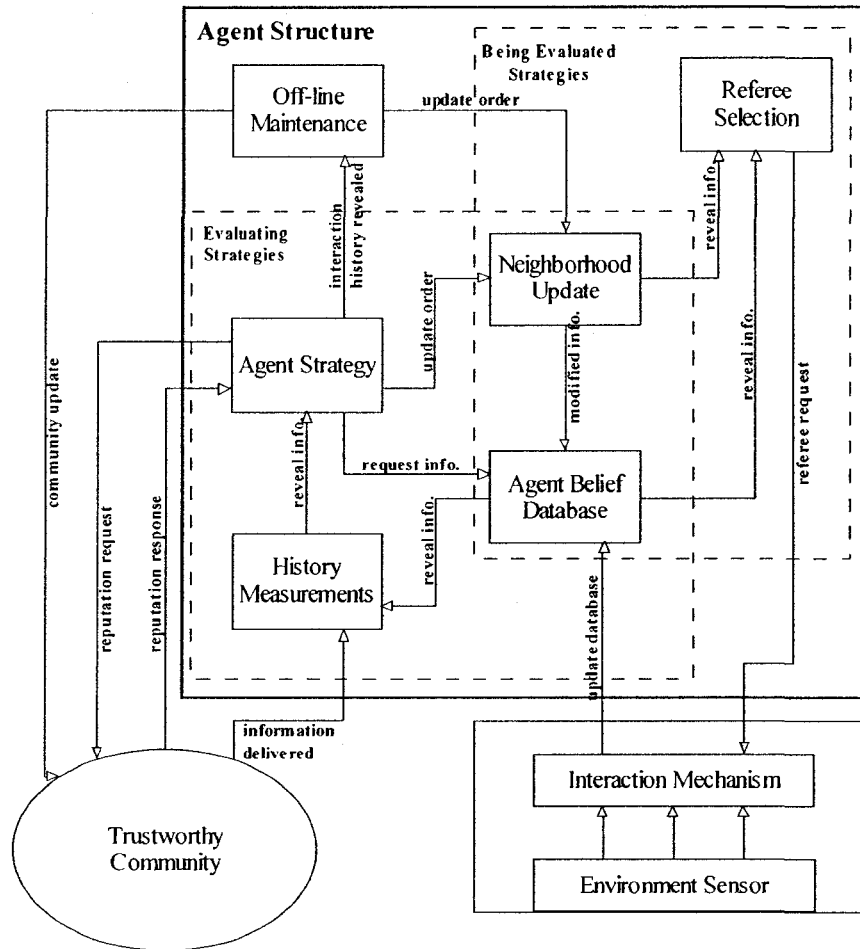 Agent Structure
Being Evaluated
Strategies
Off-line
Maintenance
update order
Referee
Selection
interaction
history revealed
reveal info.
Evaluating
Strategies
Neighborhood
Update
update order
Agent Strategy
modified info.
reveal info.
referee request
community update
reputation request
reputation response
reveal info.
request info.
Agent Belief
Database
reveal info.
History
Measurements
update database
information
delivered
Interaction Mechanism
Trustworthy
Community
Environment Sensor